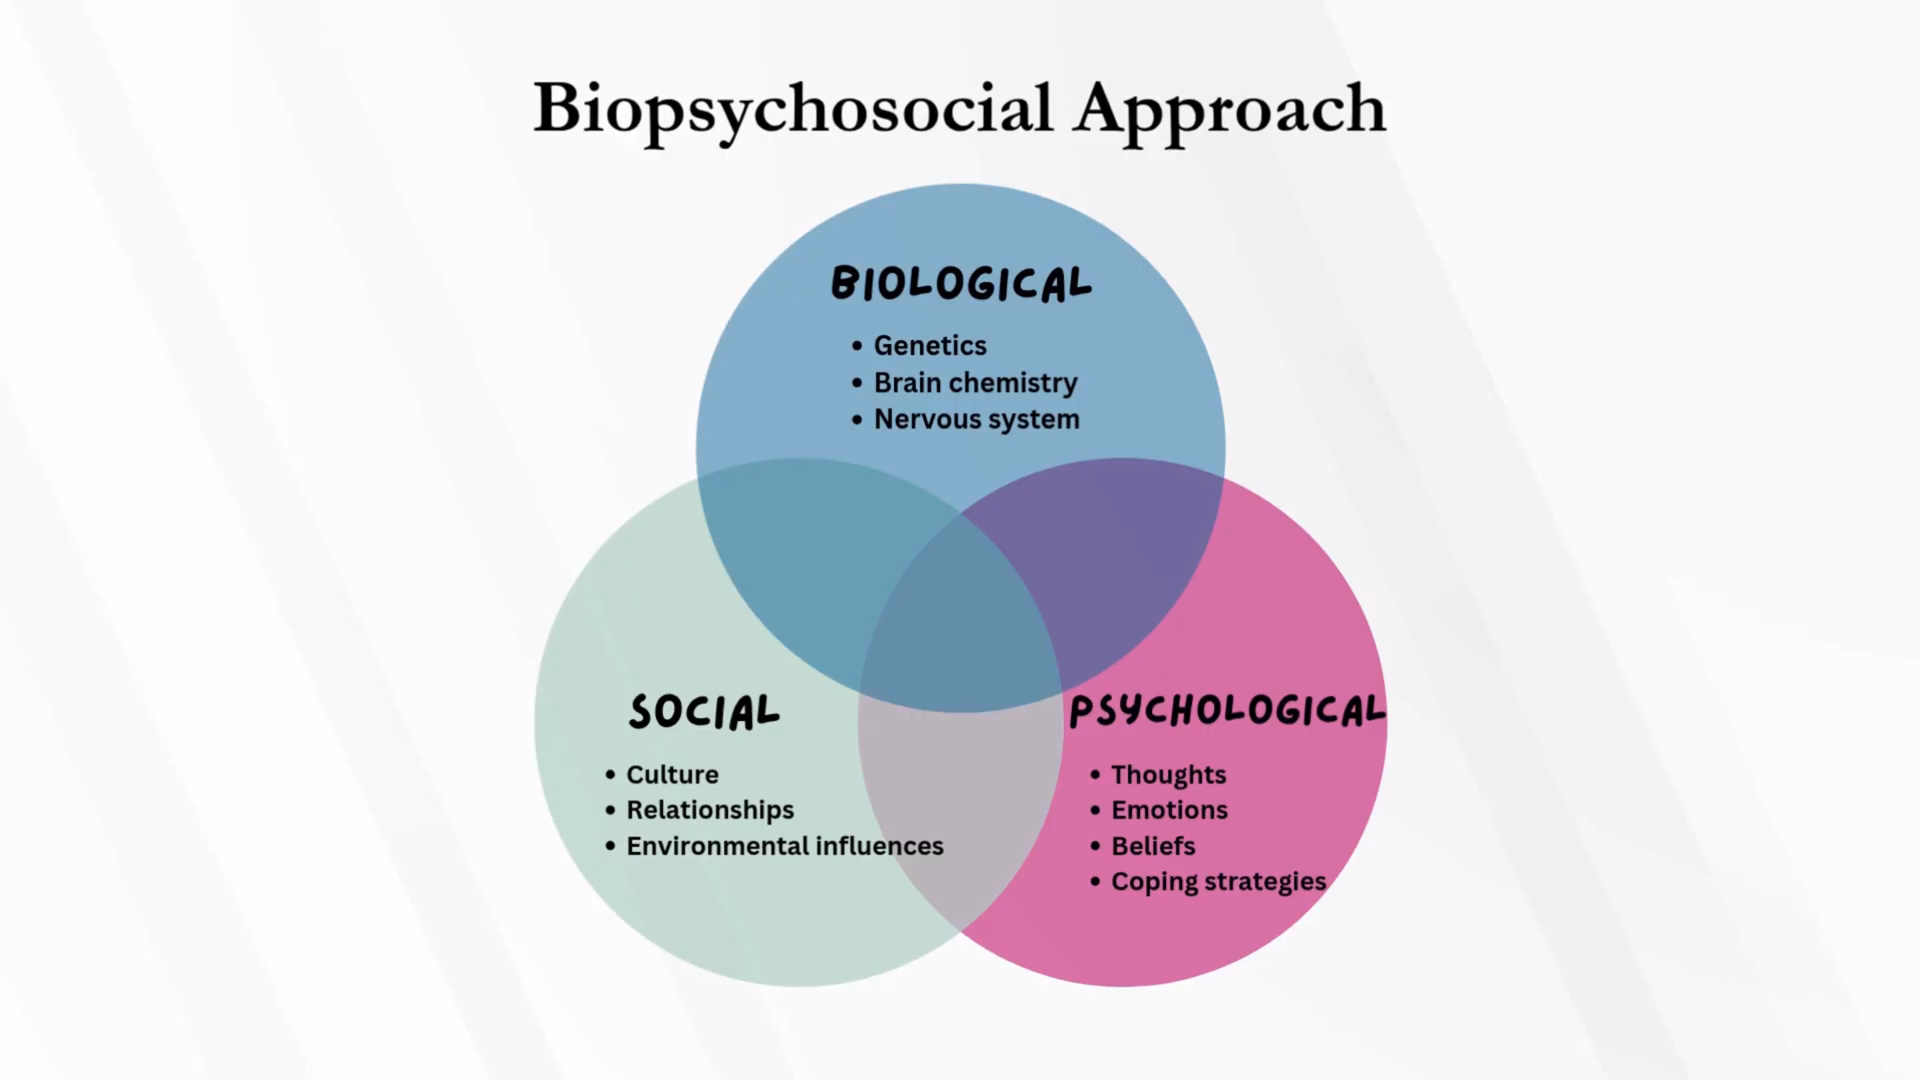 Biopsychosocial Approach
BIOLOGICAL
• Genetics
• Brain chemistry
• Nervous system
SOCIAL
• Culture
• Relationships
• Environmental influences
PSYCHOLOGICAL
• Thoughts
• Emotions
• Beliefs
• Coping strategies